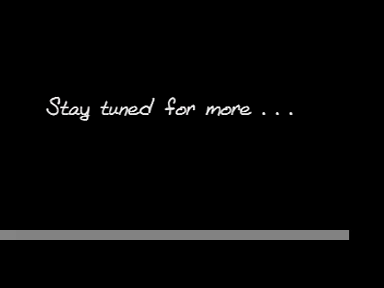 Stay tuned for more . . .